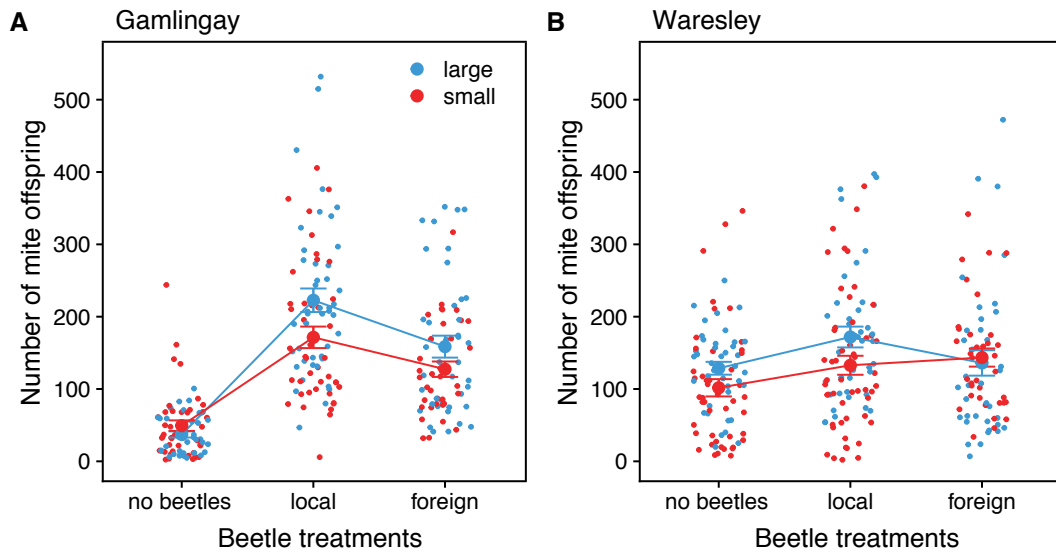 A Gamlingay
large
small
Number of mite offspring
500
400
300
200
100
0
no beetles local foreign
Beetle treatments
B Waresley
Number of mite offspring
500
400
300
200
100
0
no beetles local foreign
Beetle treatments